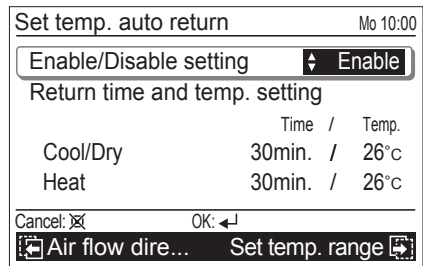 Set temp. auto return Mo 10:00
Enable/Disable setting Enable
Return time and temp. setting
Time / Temp.
Cool/Dry 30min. / 26°C
Heat 30min. / 26°C
Cancel: OK:
Air flow dire... Set temp. range